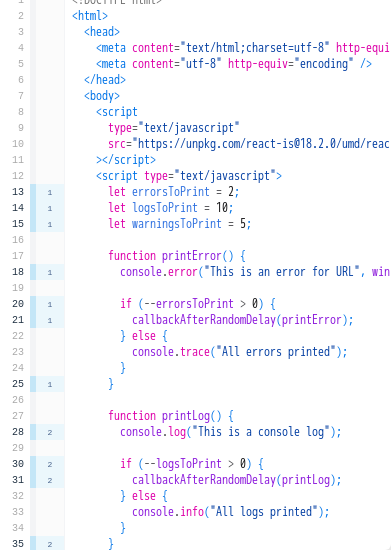 1 <!DOCTYPE html>
2 <html>
3 <head>
4 <meta content="text/html;charset=utf-8" http-equi
5 <meta content="utf-8" http-equiv="encoding" />
6 </head>
7 <body>
8 <script
9 type="text/javascript"
10 src="https://unpkg.com/react-is@18.2.0/umd/reac
11 ></script>
12 <script type="text/javascript">
13 1 let errorsToPrint = 2;
14 1 let logsToPrint = 10;
15 1 let warningsToPrint = 5;
16
17 function printError() {
18 1 console.error("This is an error for URL", win
19
20 1 if (--errorsToPrint > 0) {
21 1 callbackAfterRandomDelay(printError);
22 } else {
23 console.trace("All errors printed");
24 }
25 1 }
26
27 function printLog() {
28 2 console.log("This is a console log");
29
30 2 if (--logsToPrint > 0) {
31 2 callbackAfterRandomDelay(printLog);
32 } else {
33 console.info("All logs printed");
34 }
35 2 }